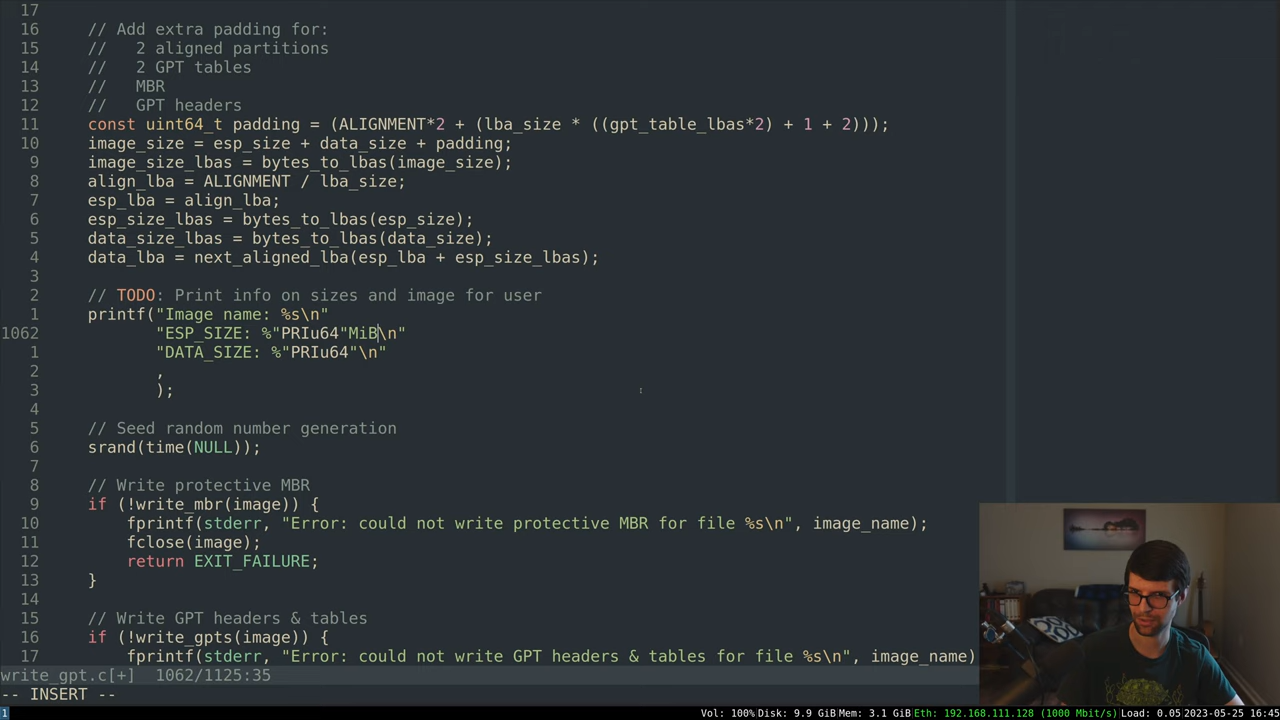 17
16 // Add extra padding for:
15 //   2 aligned partitions
14 //   2 GPT tables
13 //   MBR
12 //   GPT headers
11 const uint64_t padding = (ALIGNMENT*2 + (lba_size * ((gpt_table_lbas*2) + 1 + 2)));
10 image_size = esp_size + data_size + padding;
9 image_size_lbas = bytes_to_lbas(image_size);
8 align_lba = ALIGNMENT / lba_size;
7 esp_lba = align_lba;
6 esp_size_lbas = bytes_to_lbas(esp_size);
5 data_size_lbas = bytes_to_lbas(data_size);
4 data_lba = next_aligned_lba(esp_lba + esp_size_lbas);
3
2 // TODO: Print info on sizes and image for user
1 printf("Image name: %s\n"
1062 "ESP_SIZE: %"PRIu64"MiB\n"
1 "DATA_SIZE: %"PRIu64"\n"
2 ,
3 );
4
5 // Seed random number generation
6 srand(time(NULL));
7
8 // Write protective MBR
9 if (!write_mbr(image)) {
10 fprintf(stderr, "Error: could not write protective MBR for file %s\n", image_name);
11 fclose(image);
12 return EXIT_FAILURE;
13 }
14
15 // Write GPT headers & tables
16 if (!write_gpts(image)) {
17 fprintf(stderr, "Error: could not write GPT headers & tables for file %s\n", image_name)
write_gpt.c[+]  1062/1125:35
-- INSERT --
1 Vol: 100% Disk: 9.9 GiB Mem: 3.1 GiB Eth: 192.168.111.128 (1000 Mbit/s) Load: 0.05 2023-05-25 16:45